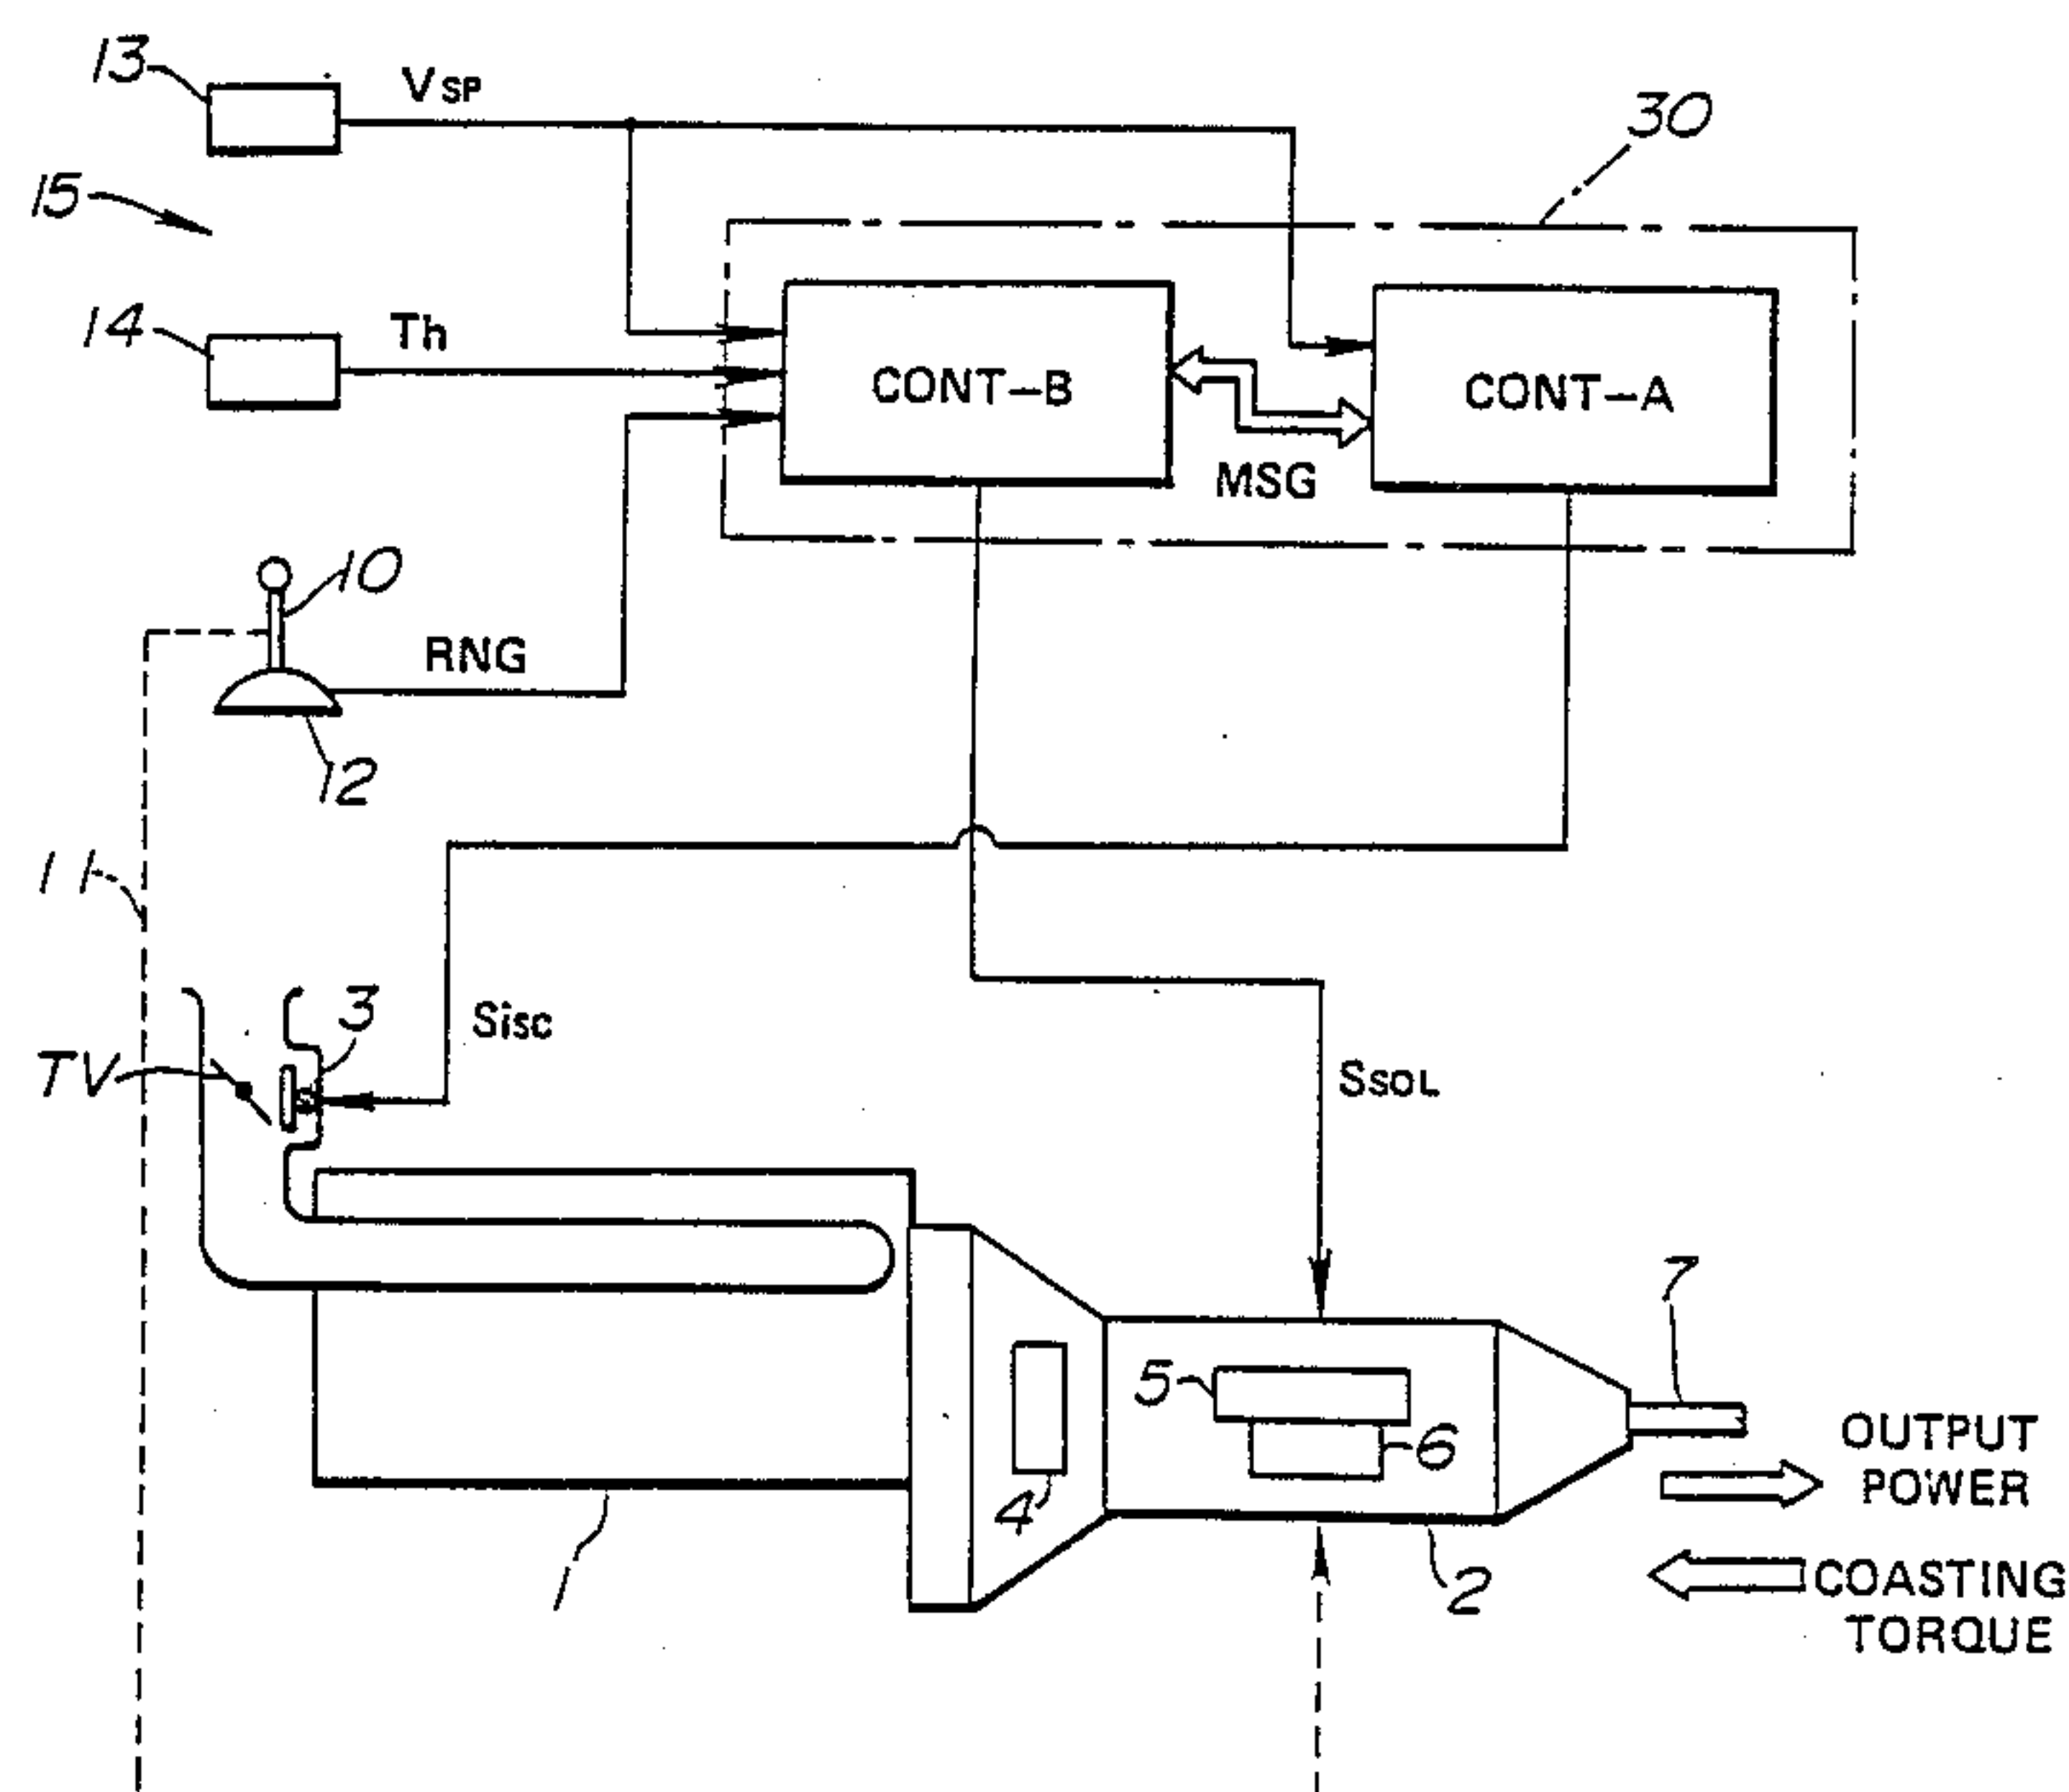 13
VSP
30
15
14
Th
CONT-B
CONT-A
MSG
10
RNG
12
11
3
Sisc
TV
SSOL
7
5
6
OUTPUT
POWER
4
1
2
COASTING
TORQUE